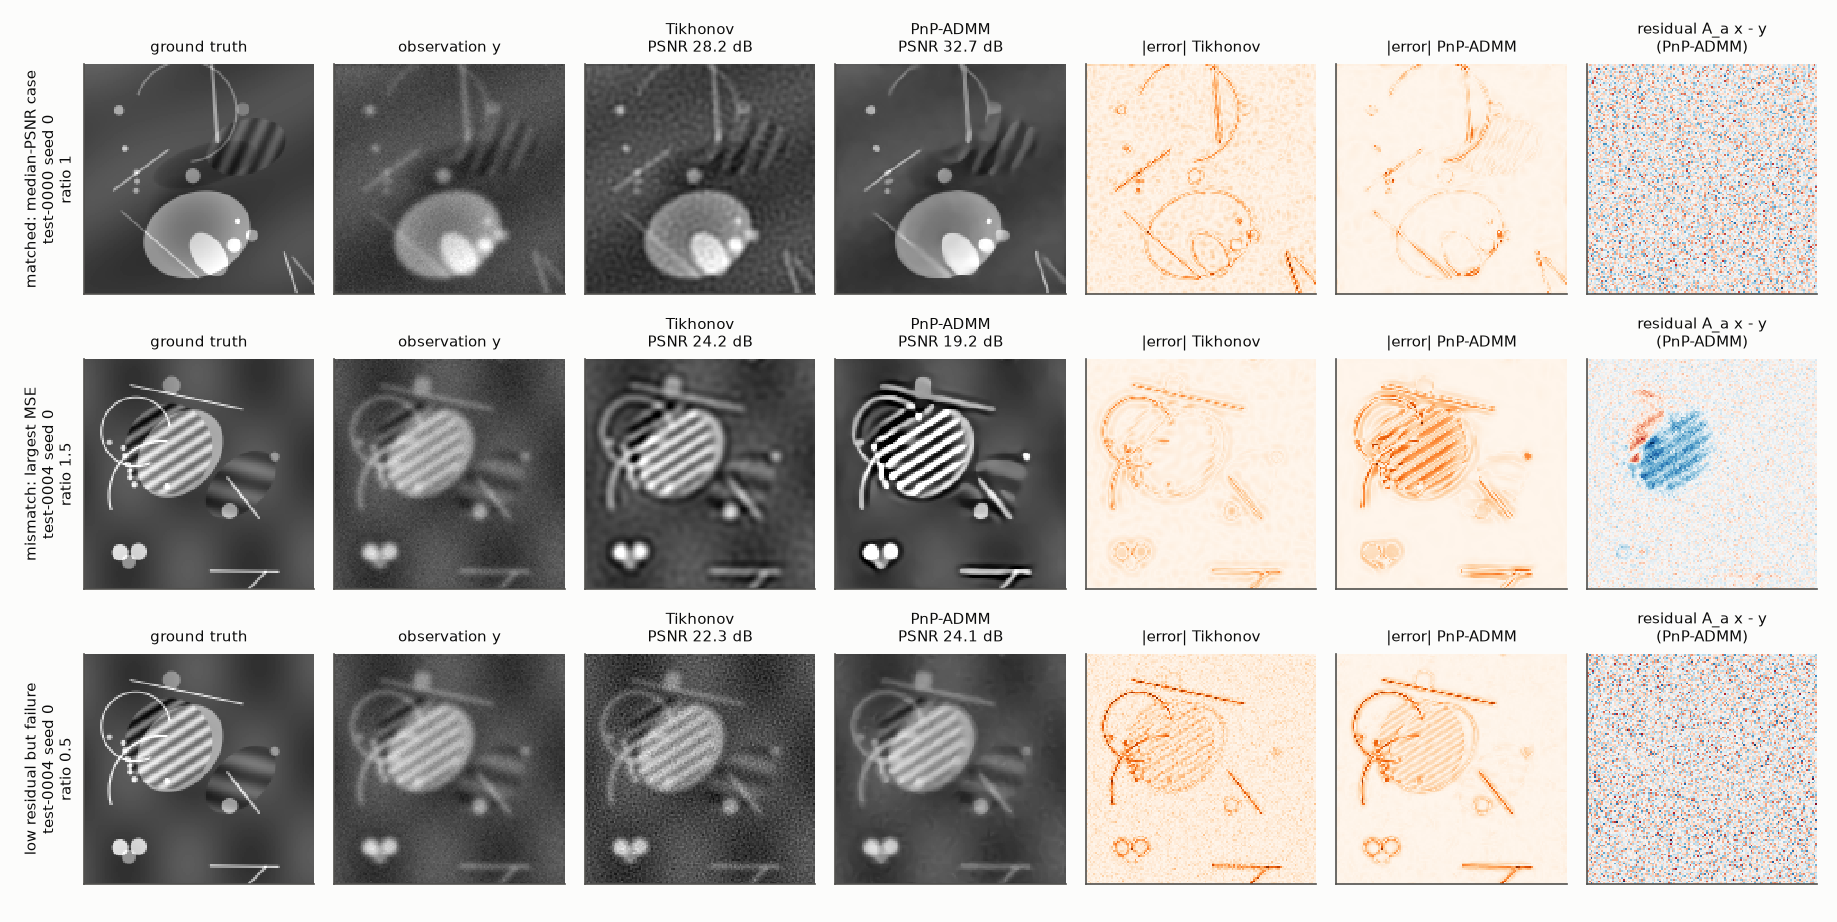 Tikhonov
PSNR 28.2 dB
PnP-ADMM
PSNR 32.7 dB
residual A_a x - y
(PnP-ADMM)
ground truth
observation y
|error| Tikhonov
|error| PnP-ADMM
matched: median-PSNR case
test-0000 seed 0
ratio 1
Tikhonov
PSNR 24.2 dB
PnP-ADMM
PSNR 19.2 dB
residual A_a x - y
(PnP-ADMM)
ground truth
observation y
|error| Tikhonov
|error| PnP-ADMM
mismatch: largest MSE
test-0004 seed 0
ratio 1.5
Tikhonov
PSNR 22.3 dB
PnP-ADMM
PSNR 24.1 dB
residual A_a x - y
(PnP-ADMM)
ground truth
observation y
|error| Tikhonov
|error| PnP-ADMM
low residual but failure
test-0004 seed 0
ratio 0.5